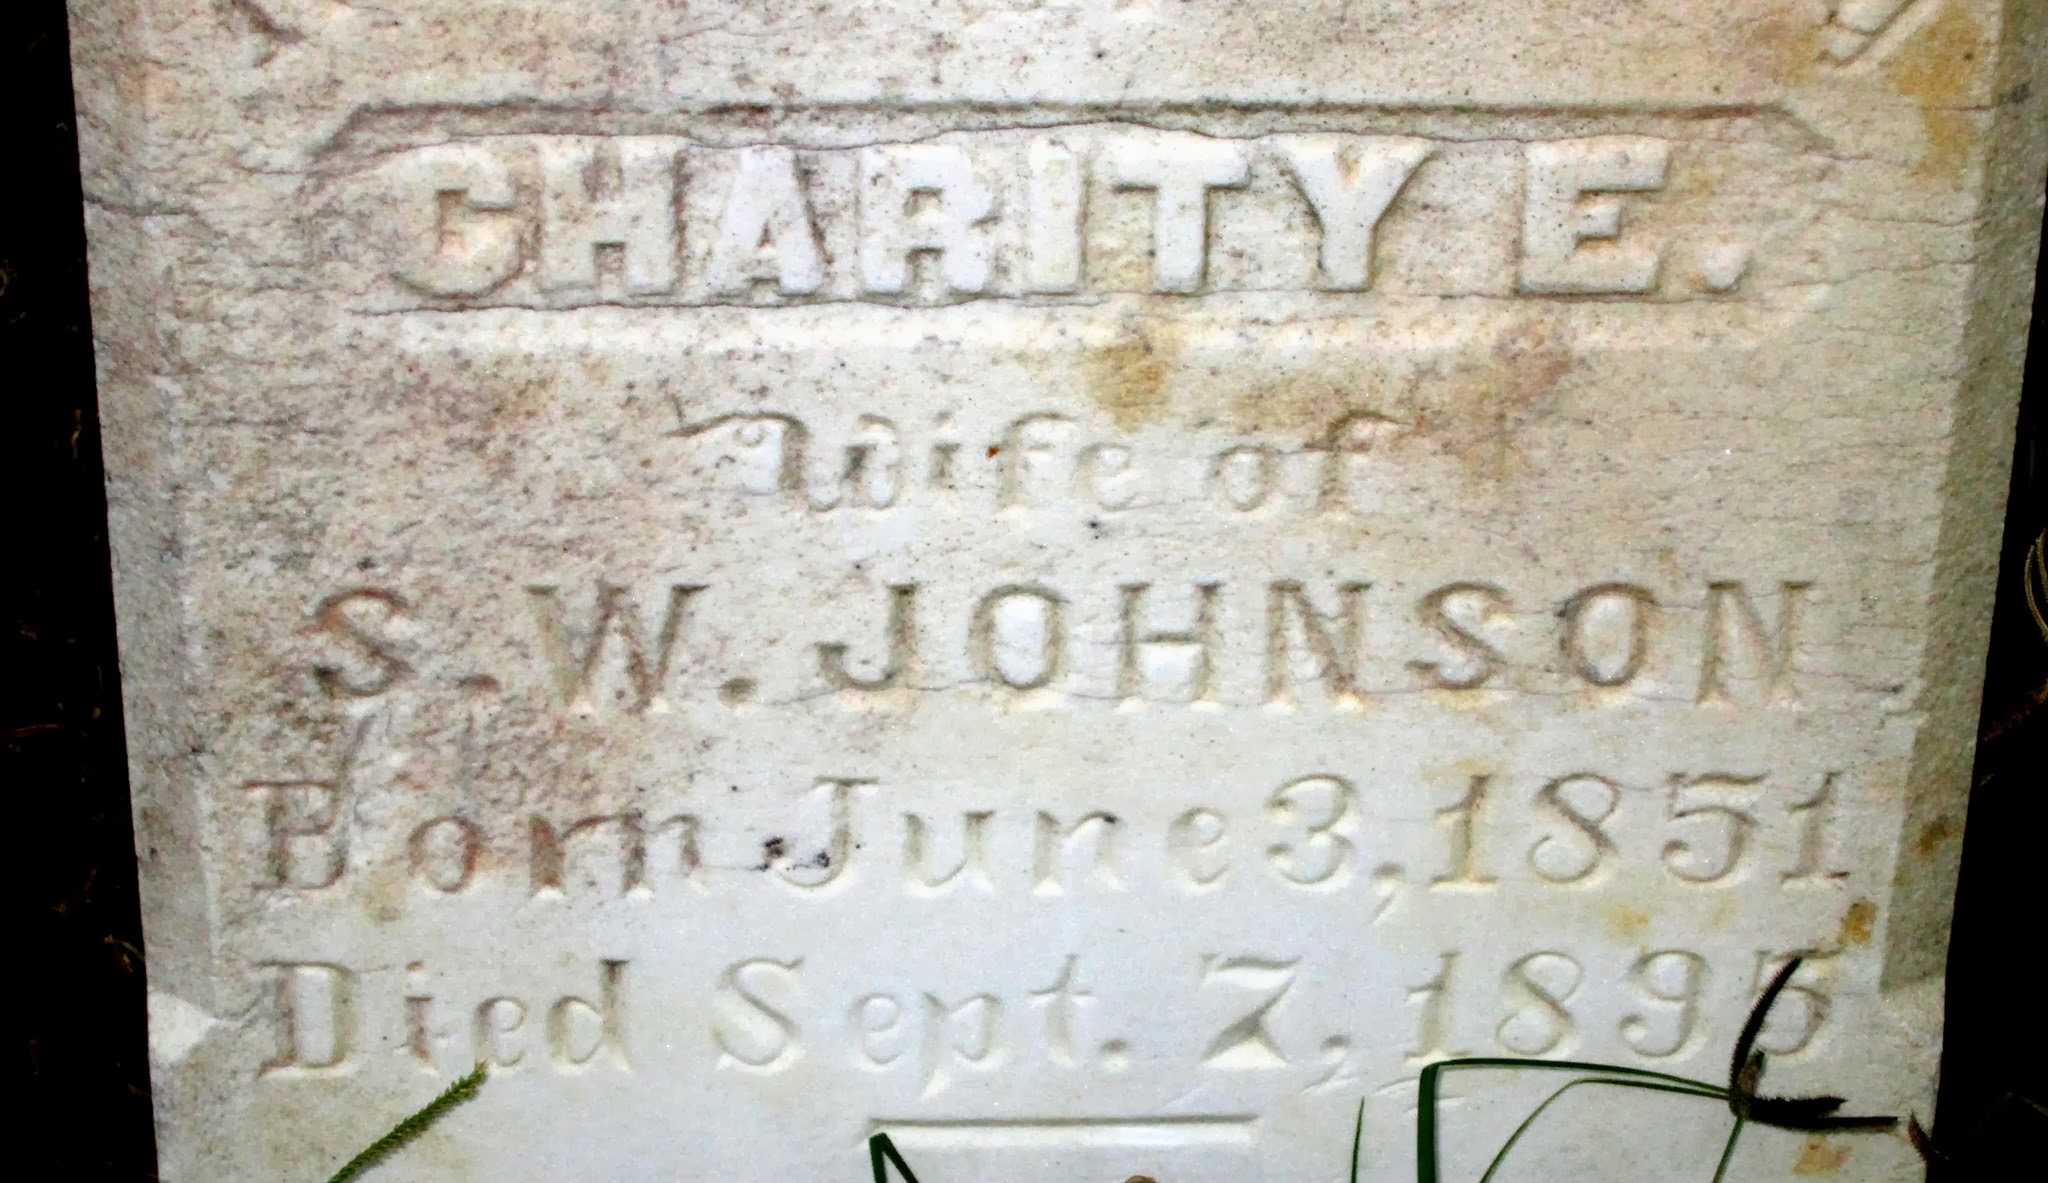 CHARITY E.
Wife of
S.W. JOHNSON
Born June 3, 1851
Died Sept. 7, 1895